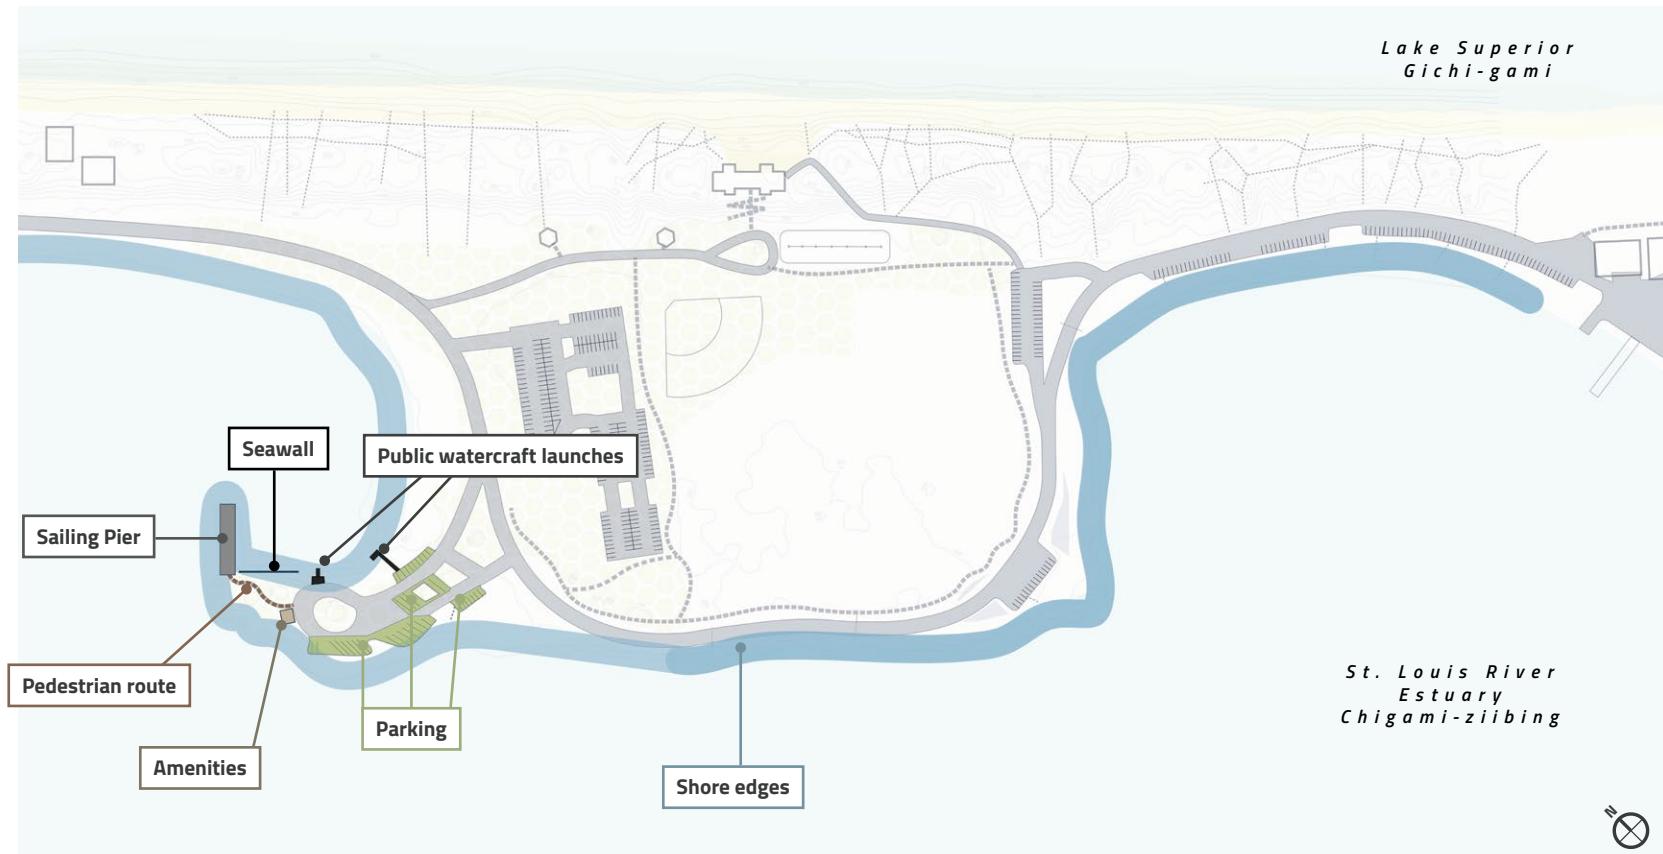 Lake Superior
Gichi-gami
Seawall
Public watercraft launches
Sailing Pier
Pedestrian route
Amenities
Parking
Shore edges
St. Louis River
Estuary
Chigami-ziibing
N